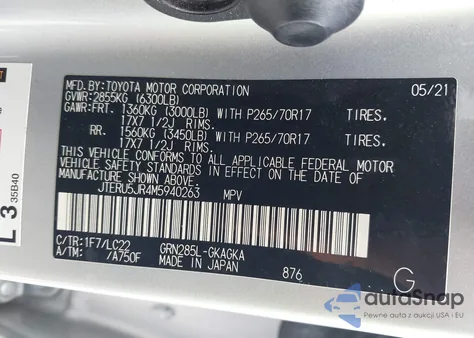 MFD. BY: TOYOTA MOTOR CORPORATION 05/21
GVWR: 2855KG (6300LB)
GAWR: FRT. 1360KG (3000LB) WITH P265/70R17 TIRES.
17X7 1/2J RIMS.
RR. 1560KG (3450LB) WITH P265/70R17 TIRES.
17X7 1/2J RIMS.
THIS VEHICLE CONFORMS TO ALL APPLICABLE FEDERAL MOTOR
VEHICLE SAFETY STANDARDS IN EFFECT ON THE DATE OF
MANUFACTURE SHOWN ABOVE.
JTERU5JR4M5940263 MPV
C/TR: 1F7/LC22 GRN285L-GKAGKA
A/TM: /A750F MADE IN JAPAN 876 G
L 3 35B40
autaSnap
Pewne auta z aukcji USA i EU